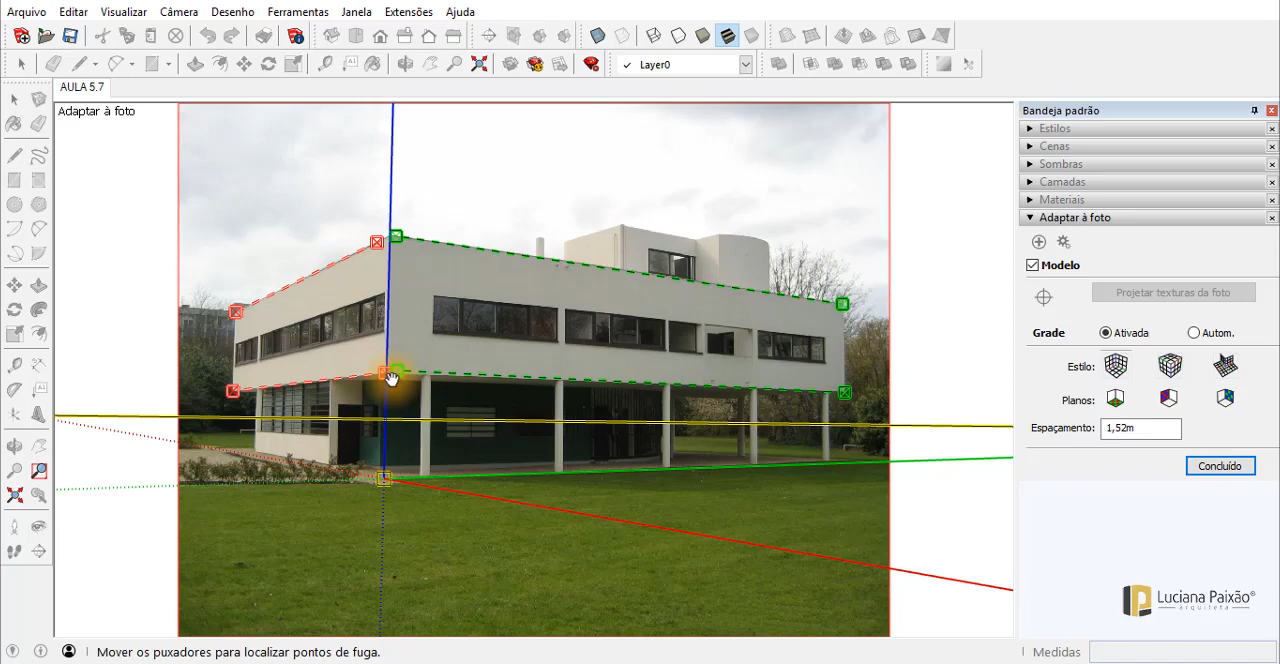 Arquivo Editar Visualizar Câmera Desenho Ferramentas Janela Extensões Ajuda
Layer0
AULA 5.7
Adaptar à foto
Bandeja padrão
Estilos
Cenas
Sombras
Camadas
Materiais
Adaptar à foto
Modelo
Projetar texturas da foto
Grade Ativada Autom.
Estilo:
Planos:
Espaçamento: 1,52m
Concluído
Luciana Paixão®
arquiteta
Mover os puxadores para localizar pontos de fuga.
Medidas